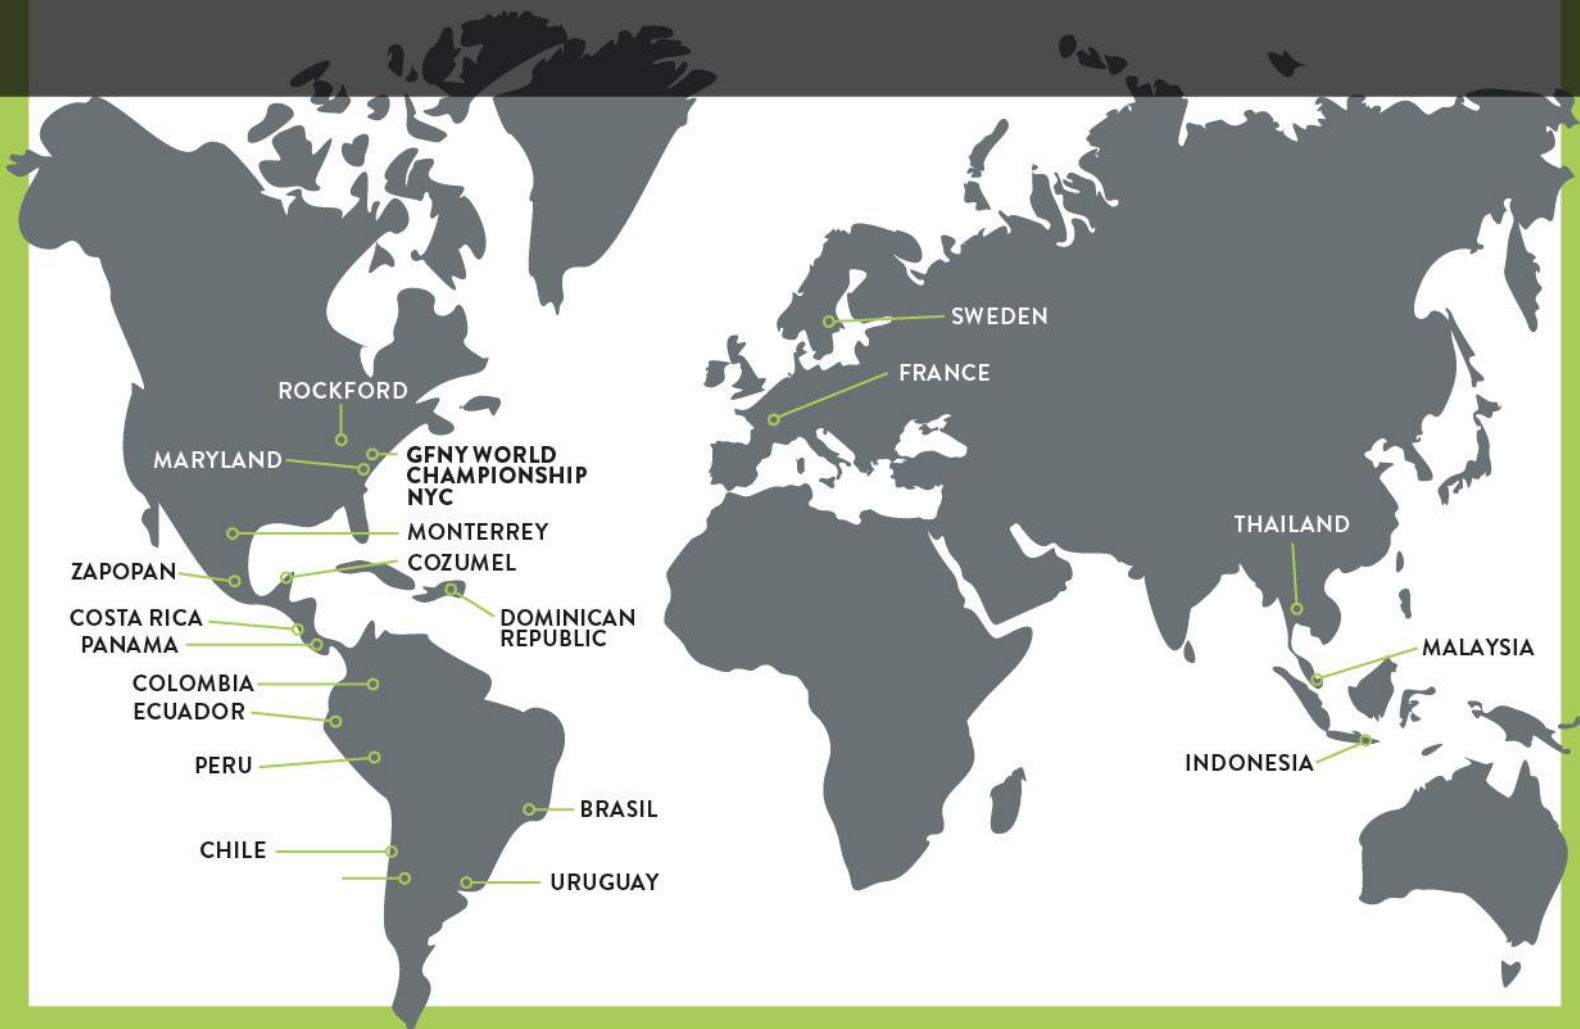 SWEDEN
FRANCE
ROCKFORD
MARYLAND
GFNY WORLD
CHAMPIONSHIP
NYC
MONTERREY
COZUMEL
ZAPOPAN
DOMINICAN
REPUBLIC
COSTA RICA
PANAMA
COLOMBIA
ECUADOR
PERU
BRASIL
CHILE
URUGUAY
THAILAND
MALAYSIA
INDONESIA